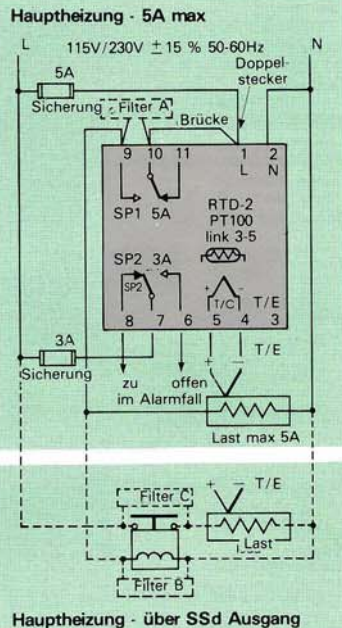 Hauptheizung - 5A max
L 115V/230V ± 15 % 50-60Hz N
5A Doppel-
stecker
Sicherung Filter A Brücke
9 10 11 1 2
L N
SP1 5A RTD-2
PT100
link 3-5
SP2 3A
SP2 + T/C - T/E
8 7 6 5 4 3
3A + - T/E
Sicherung zu offen
im Alarmfall
Last max 5A
Filter C + - T/E
Last
Filter B
Hauptheizung - über SSd Ausgang